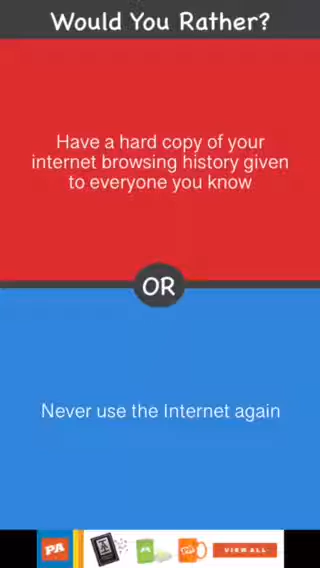 Would You Rather?
Have a hard copy of your
internet browsing history given
to everyone you know
OR
Never use the Internet again
PA
VIEW ALL